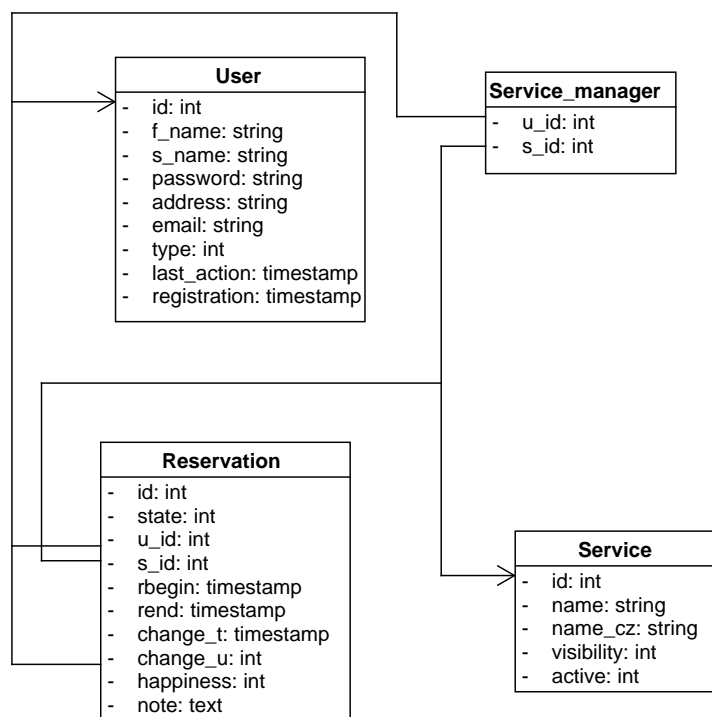 User
- id: int
- f_name: string
- s_name: string
- password: string
- address: string
- email: string
- type: int
- last_action: timestamp
- registration: timestamp
Service_manager
- u_id: int
- s_id: int
Reservation
- id: int
- state: int
- u_id: int
- s_id: int
- rbegin: timestamp
- rend: timestamp
- change_t: timestamp
- change_u: int
- happiness: int
- note: text
Service
- id: int
- name: string
- name_cz: string
- visibility: int
- active: int